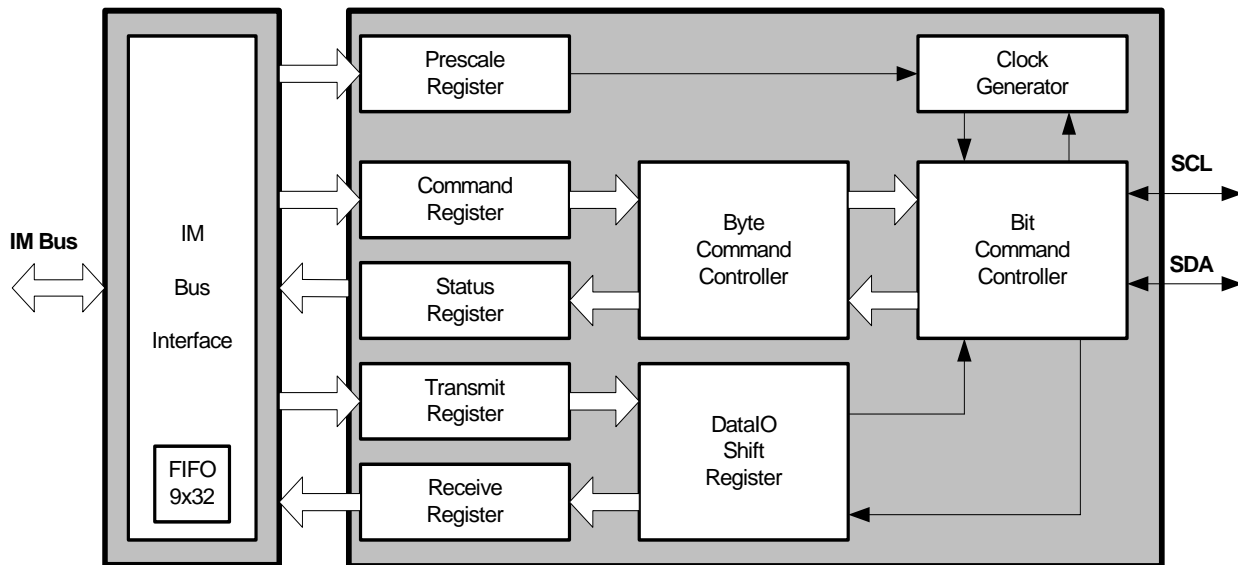 IM Bus
IM
Bus
Interface
FIFO
9x32
Prescale
Register
Command
Register
Status
Register
Transmit
Register
Receive
Register
Byte
Command
Controller
DataIO
Shift
Register
Clock
Generator
Bit
Command
Controller
SCL
SDA